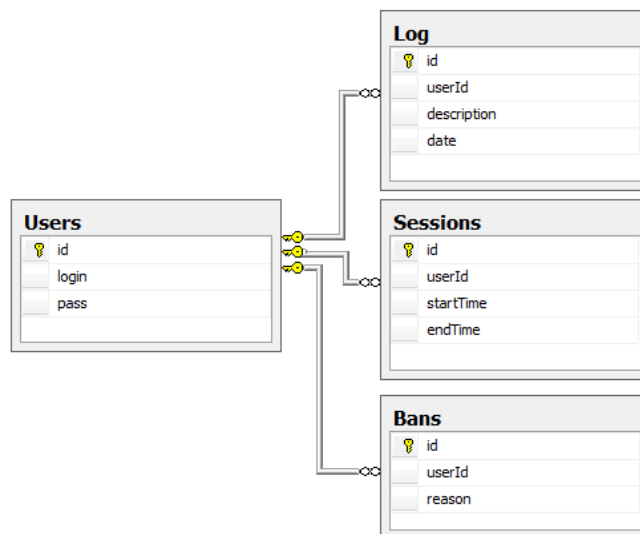 Log
id
userId
description
date
Users
id
login
pass
Sessions
id
userId
startTime
endTime
Bans
id
userId
reason